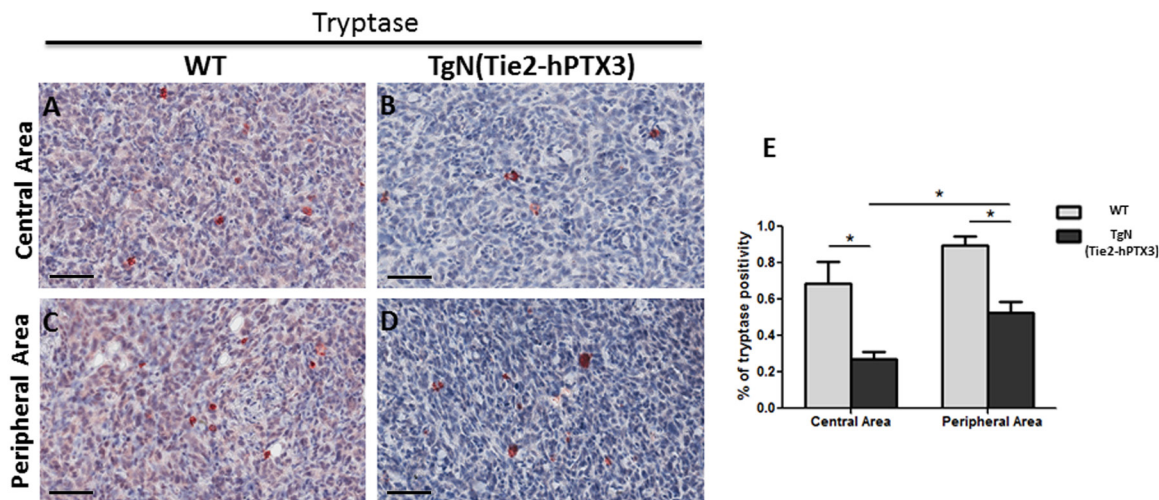 Tryptase
WT
TgN(Tie2-hPTX3)
Central Area
A
B
Peripheral Area
C
D
E
% of tryptase positivity
1.0
0.8
0.6
0.4
0.2
0.0
*
*
*
Central Area
Peripheral Area
WT
TgN
(Tie2-hPTX3)